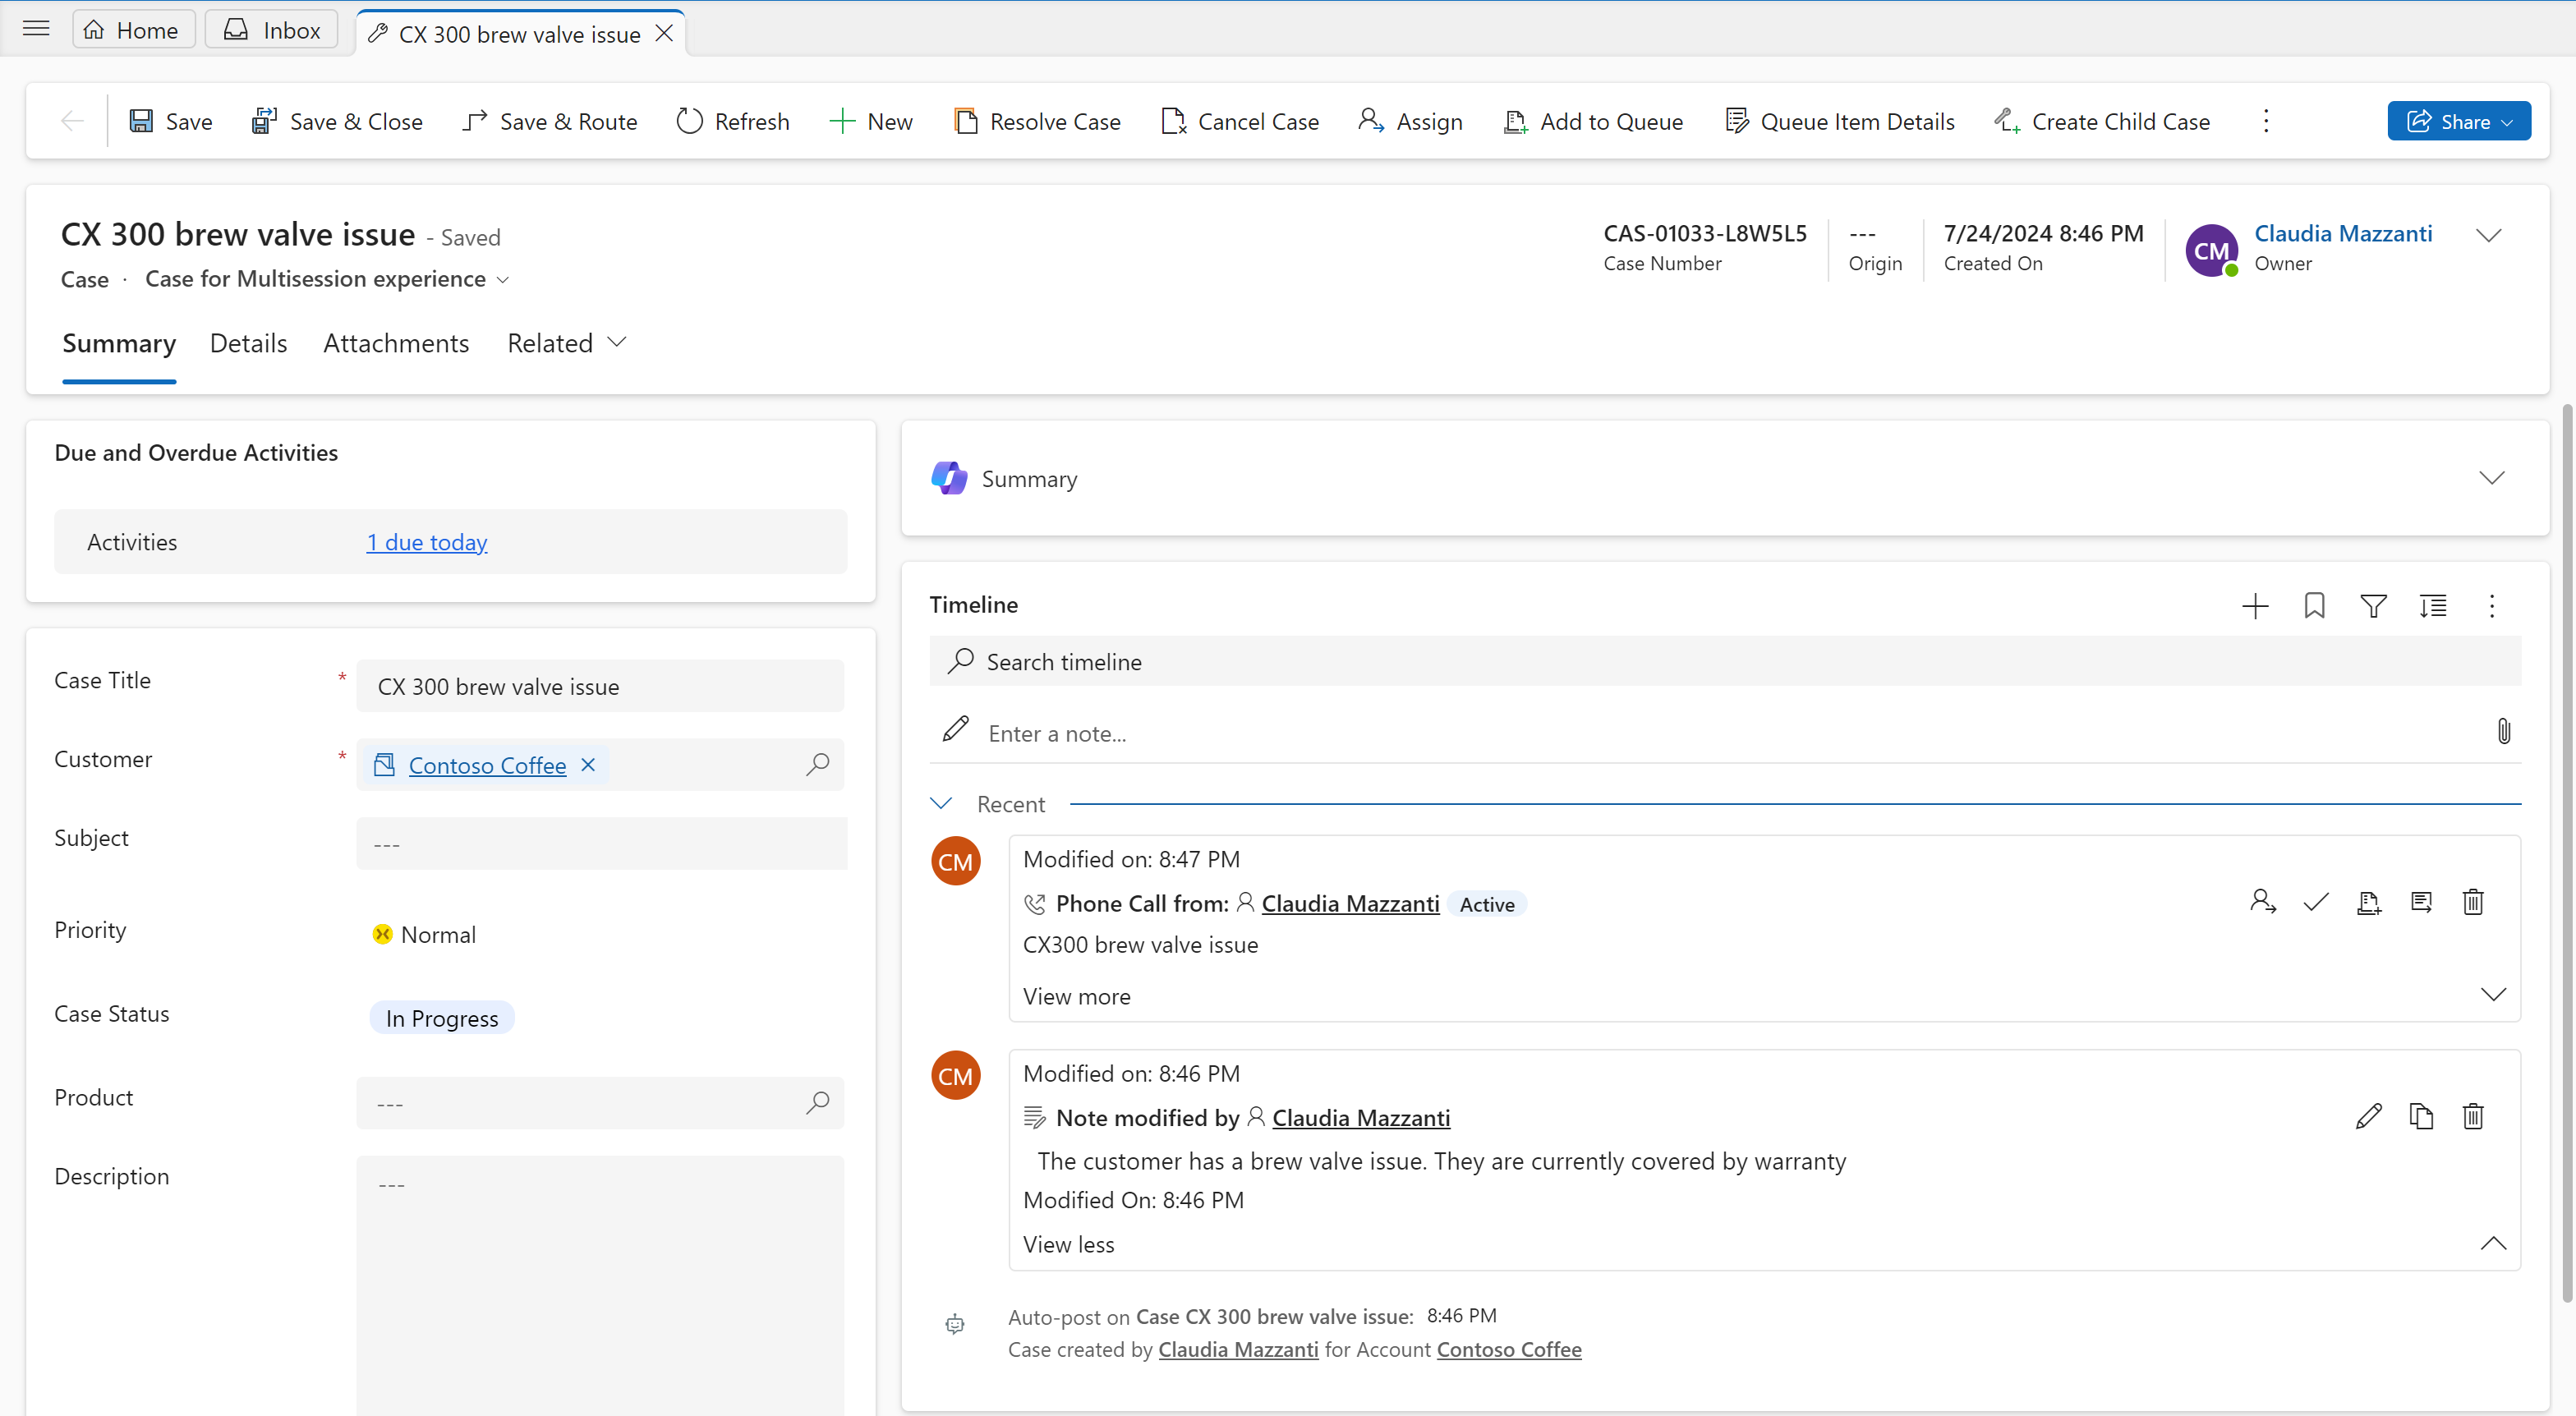 Home
Inbox
CX 300 brew valve issue
Save
Save & Close
Save & Route
Refresh
New
Resolve Case
Cancel Case
Assign
Add to Queue
Queue Item Details
Create Child Case
Share
CX 300 brew valve issue - Saved
Case · Case for Multisession experience
CAS-01033-L8W5L5
Case Number
---
Origin
7/24/2024 8:46 PM
Created On
CM
Claudia Mazzanti
Owner
Summary
Details
Attachments
Related
Due and Overdue Activities
Activities
1 due today
Case Title
*
CX 300 brew valve issue
Customer
*
Contoso Coffee
Subject
---
Priority
Normal
Case Status
In Progress
Product
---
Description
---
Summary
Timeline
Search timeline
Enter a note...
Recent
CM
Modified on: 8:47 PM
Phone Call from: Claudia Mazzanti Active
CX300 brew valve issue
View more
CM
Modified on: 8:46 PM
Note modified by Claudia Mazzanti
The customer has a brew valve issue. They are currently covered by warranty
Modified On: 8:46 PM
View less
Auto-post on Case CX 300 brew valve issue: 8:46 PM
Case created by Claudia Mazzanti for Account Contoso Coffee